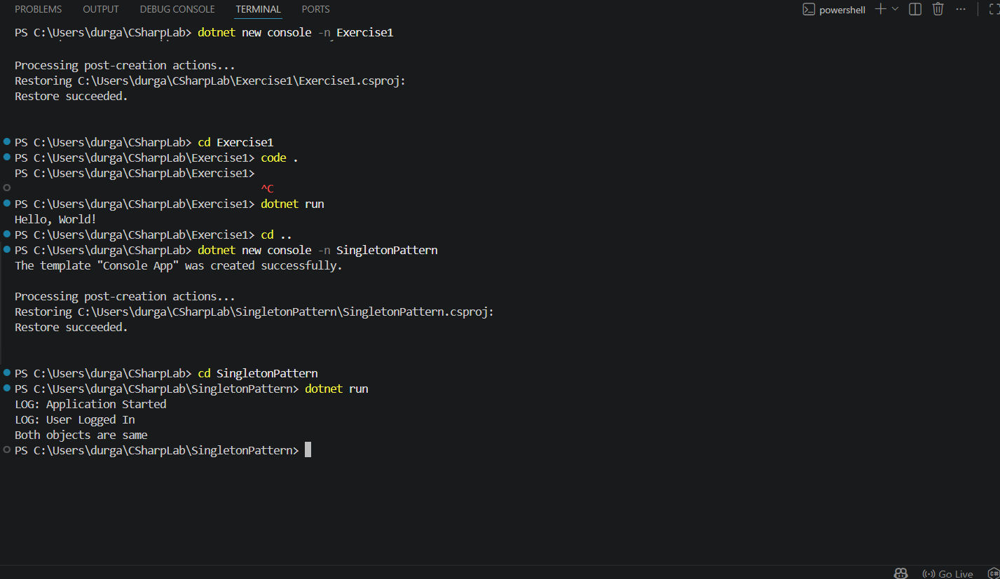 PROBLEMS OUTPUT DEBUG CONSOLE TERMINAL PORTS powershell
PS C:\Users\durga\CSharpLab> dotnet new console -n Exercise1
Processing post-creation actions...
Restoring C:\Users\durga\CSharpLab\Exercise1\Exercise1.csproj:
Restore succeeded.
PS C:\Users\durga\CSharpLab> cd Exercise1
PS C:\Users\durga\CSharpLab\Exercise1> code .
PS C:\Users\durga\CSharpLab\Exercise1>
^C
PS C:\Users\durga\CSharpLab\Exercise1> dotnet run
Hello, World!
PS C:\Users\durga\CSharpLab\Exercise1> cd ..
PS C:\Users\durga\CSharpLab> dotnet new console -n SingletonPattern
The template "Console App" was created successfully.
Processing post-creation actions...
Restoring C:\Users\durga\CSharpLab\SingletonPattern\SingletonPattern.csproj:
Restore succeeded.
PS C:\Users\durga\CSharpLab> cd SingletonPattern
PS C:\Users\durga\CSharpLab\SingletonPattern> dotnet run
LOG: Application Started
LOG: User Logged In
Both objects are same
PS C:\Users\durga\CSharpLab\SingletonPattern>
Go Live